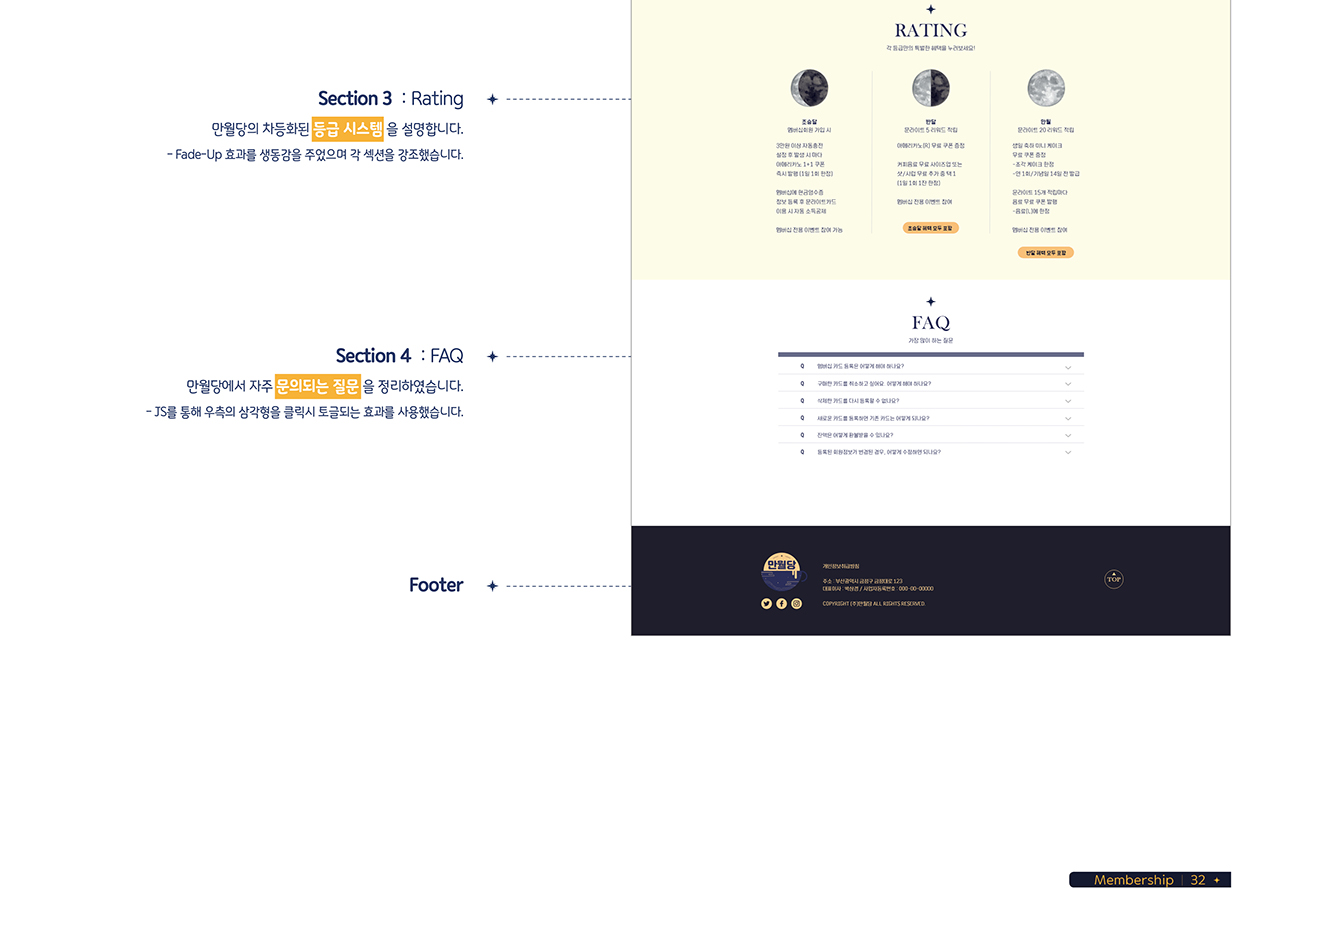 Section 3 : Rating
만월당의 차등화된 등급 시스템 을 설명합니다.
- Fade-Up 효과를 생동감을 주었으며 각 섹션을 강조했습니다.
RATING
각 등급만의 특별한 혜택을 누려보세요!
초승달
멤버십회원 가입 시
3만원 이상 자동충전
설정 후 발생 시 마다
아메리카노 1+1 쿠폰
즉시 발행 (1일 1회 한정)
멤버십에 현금영수증
정보 등록 후 문라이트카드
이용 시 자동 소득공제
멤버십 전용 이벤트 참여 가능
반달
문라이트 5 리워드 적립
아메리카노(R) 무료 쿠폰 증정
커피음료 무료 사이즈업 또는
샷/시럽 무료 추가 중 택 1
(1일 1회 1잔 한정)
멤버십 전용 이벤트 참여
초승달 혜택 모두 포함
만월
문라이트 20 리워드 적립
생일 축하 미니 케이크
무료 쿠폰 증정
-조각 케이크 한정
-연 1회/기념일 14일 전 발급
문라이트 15개 적립마다
음료 무료 쿠폰 발행
-음료(L)에 한정
멤버십 전용 이벤트 참여
반달 혜택 모두 포함
Section 4 : FAQ
만월당에서 자주 문의되는 질문 을 정리하였습니다.
- JS를 통해 우측의 삼각형을 클릭시 토글되는 효과를 사용했습니다.
FAQ
가장 많이 하는 질문
Q 멤버십 카드 등록은 어떻게 해야 하나요?
Q 구매한 카드를 취소하고 싶어요. 어떻게 해야 하나요?
Q 삭제한 카드를 다시 등록할 수 없나요?
Q 새로운 카드를 등록하면 기존 카드는 어떻게 되나요?
Q 잔액은 어떻게 환불받을 수 있나요?
Q 등록된 회원정보가 변경된 경우, 어떻게 수정하면 되나요?
Footer
만월당
개인정보취급방침
주소 : 부산광역시 금정구 금정대로 123
대표이사 : 박상권 / 사업자등록번호 : 000-00-00000
COPYRIGHT (주)만월당 ALL RIGHTS RESERVED.
TOP
Membership | 32